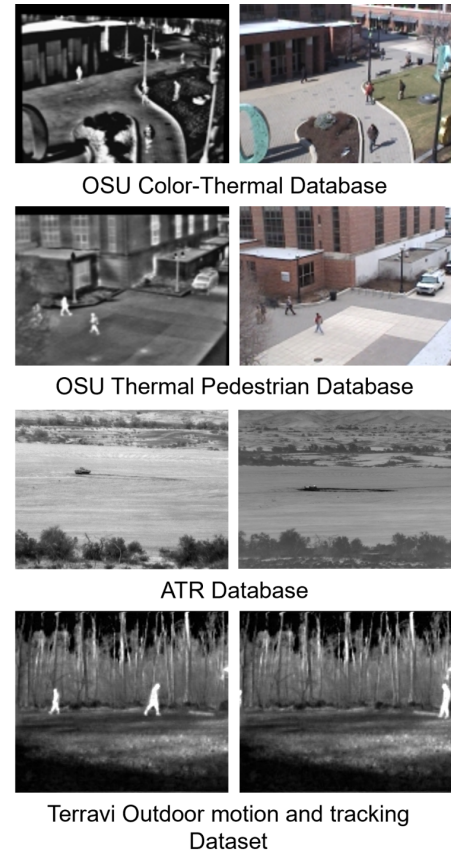 OSU Color-Thermal Database
OSU Thermal Pedestrian Database
ATR Database
Terravi Outdoor motion and tracking
Dataset